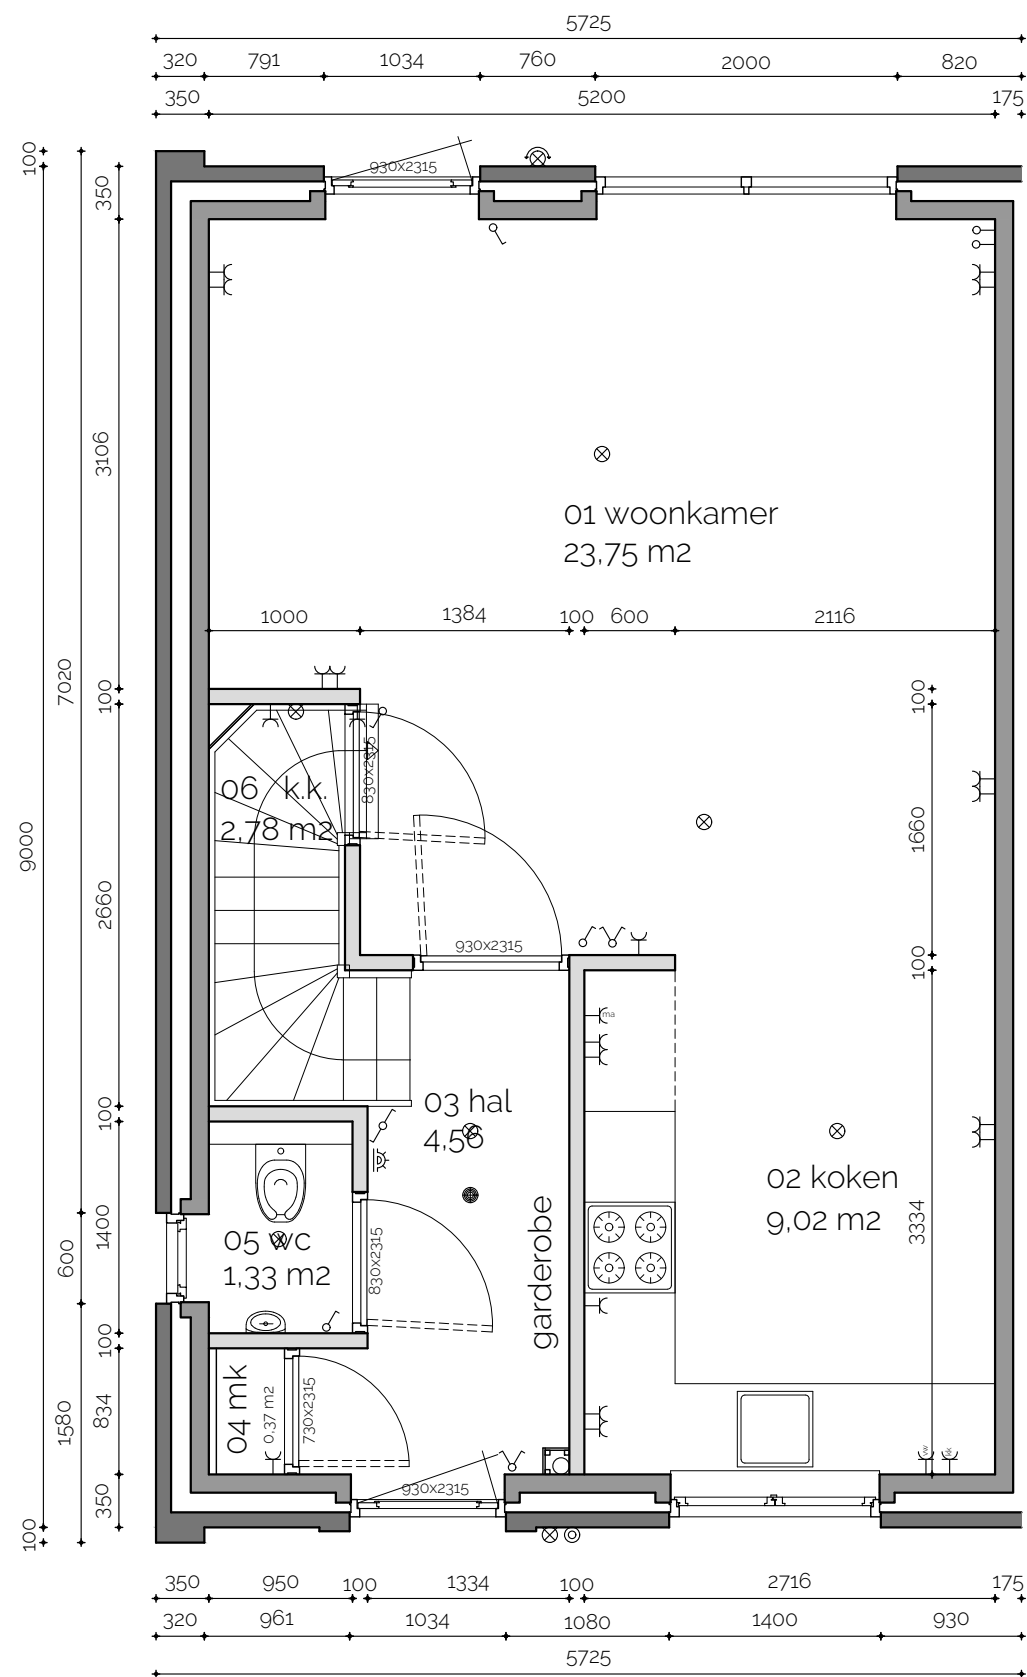 5725
320 791 1034 760 2000 820
350 5200 175
100
350
930x2315
3106
01 woonkamer
23,75 m2
1000 1384 100 600 2116
7020
100
100
06 k.k.
2,78 m2
830x2315
9000
2660
1660
930x2315
100
ma
03 hal
4,56
100
02 koken
9,02 m2
3334
garderobe
1400
600
05 wc
1,33 m2
830x2315
100
04 mk
0,37 m2
730x2315
834
1580
vw
kk
930x2315
350
100
350 950 100 1334 100 2716 175
320 961 1034 1080 1400 930
5725